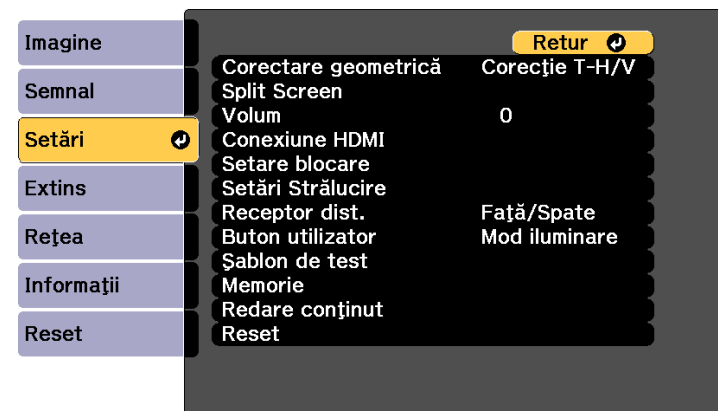 Imagine
Semnal
Setări
Extins
Reţea
Informaţii
Reset
Retur
Corectare geometrică Corecţie T-H/V
Split Screen
Volum 0
Conexiune HDMI
Setare blocare
Setări Strălucire
Receptor dist. Faţă/Spate
Buton utilizator Mod iluminare
Şablon de test
Memorie
Redare conţinut
Reset